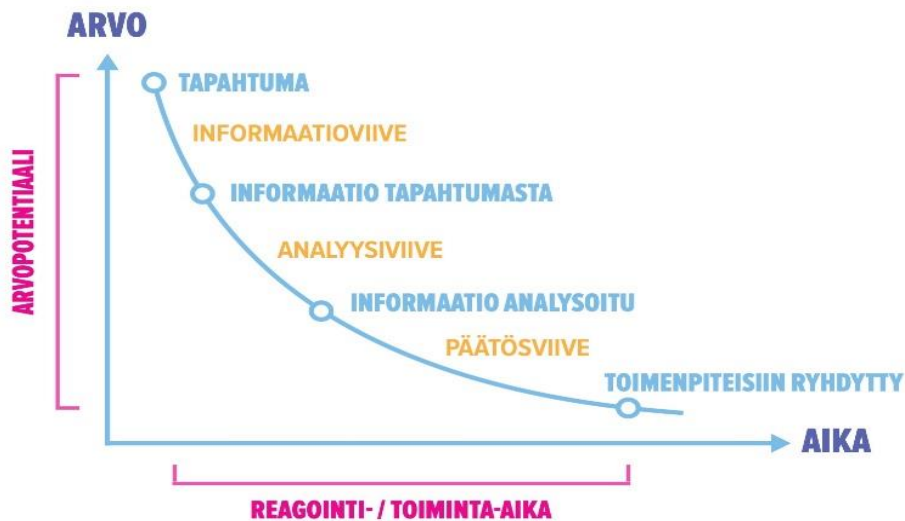 ARVO
TAPAHTUMA
INFORMAATIOVIIVE
ARVOPOTENTIAALI
INFORMAATIO TAPAHTUMASTA
ANALYYSIVIIVE
INFORMAATIO ANALYSOITU
PÄÄTÖSVIIVE
TOIMENPITEISIIN RYHDYTTY
AIKA
REAGOINTI- / TOIMINTA-AIKA